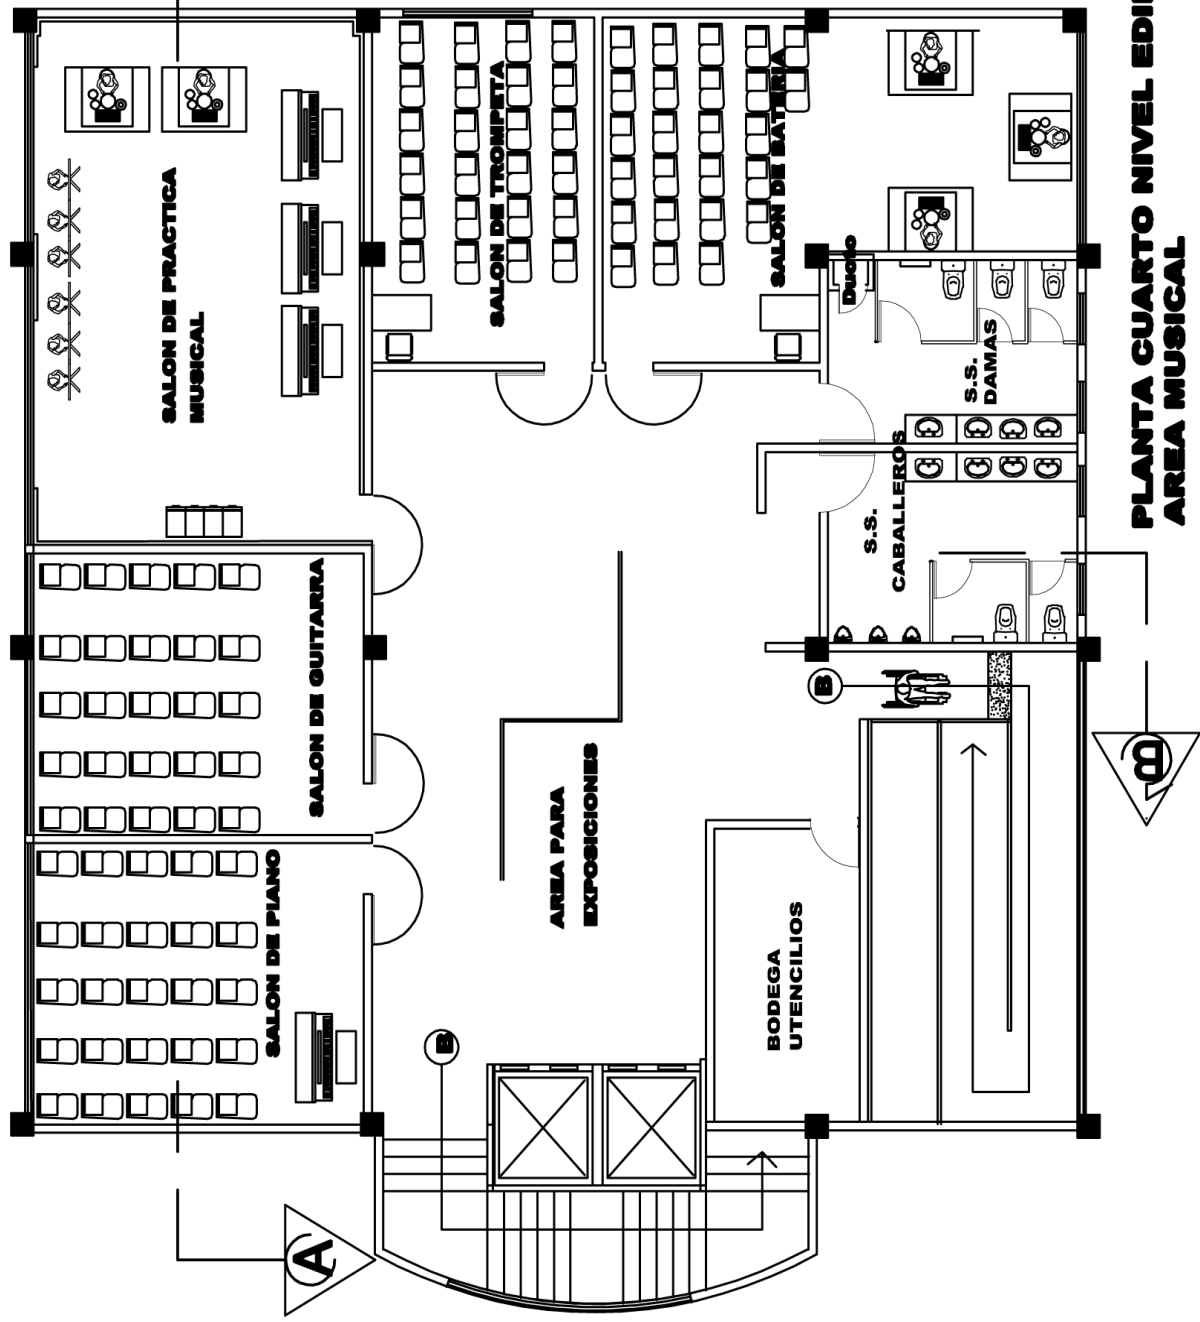 SALON DE PRACTICA
MUSICAL
SALON DE TROMPETA
SALON DE BATERIA
Ducto
S.S.
DAMAS
S.S.
CABALLEROS
SALON DE GUITARRA
SALON DE PIANO
AREA PARA
EXPOSICIONES
BODEGA
UTENCILIOS
B
B
A
B
PLANTA CUARTO NIVEL
AREA MUSICAL